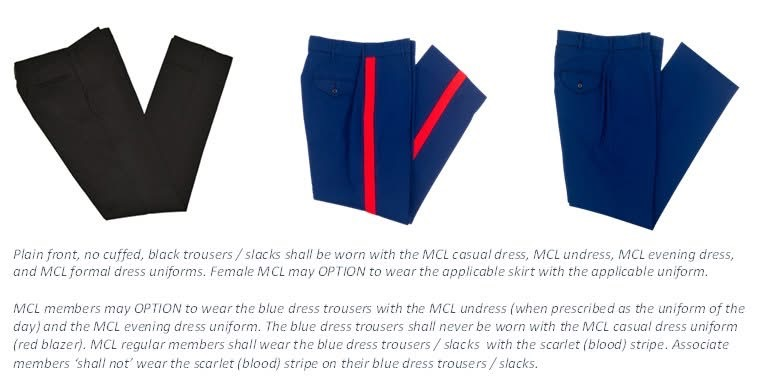 Plain front, no cuffed, black trousers / slacks shall be worn with the MCL casual dress, MCL undress, MCL evening dress,
and MCL formal dress uniforms. Female MCL may OPTION to wear the applicable skirt with the applicable uniform.
MCL members may OPTION to wear the blue dress trousers with the MCL undress (when prescribed as the uniform of the
day) and the MCL evening dress uniform. The blue dress trousers shall never be worn with the MCL casual dress uniform
(red blazer). MCL regular members shall wear the blue dress trousers / slacks with the scarlet (blood) stripe. Associate
members ‘shall not’ wear the scarlet (blood) stripe on their blue dress trousers / slacks.